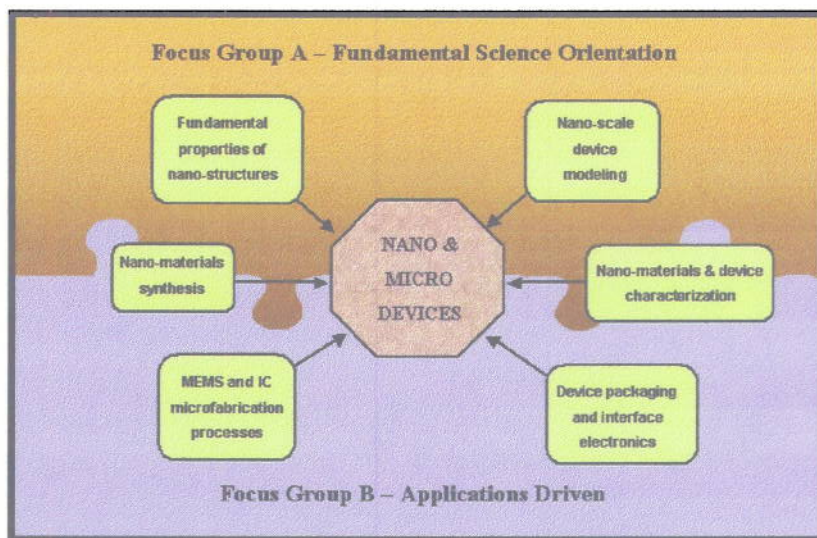 Focus Group A – Fundamental Science Orientation
Fundamental
properties of
nano-structures
Nano-scale
device
modeling
NANO &
MICRO
DEVICES
Nano-materials
synthesis
Nano-materials & device
characterization
MEMS and IC
microfabrication
processes
Device packaging
and interface
electronics
Focus Group B – Applications Driven